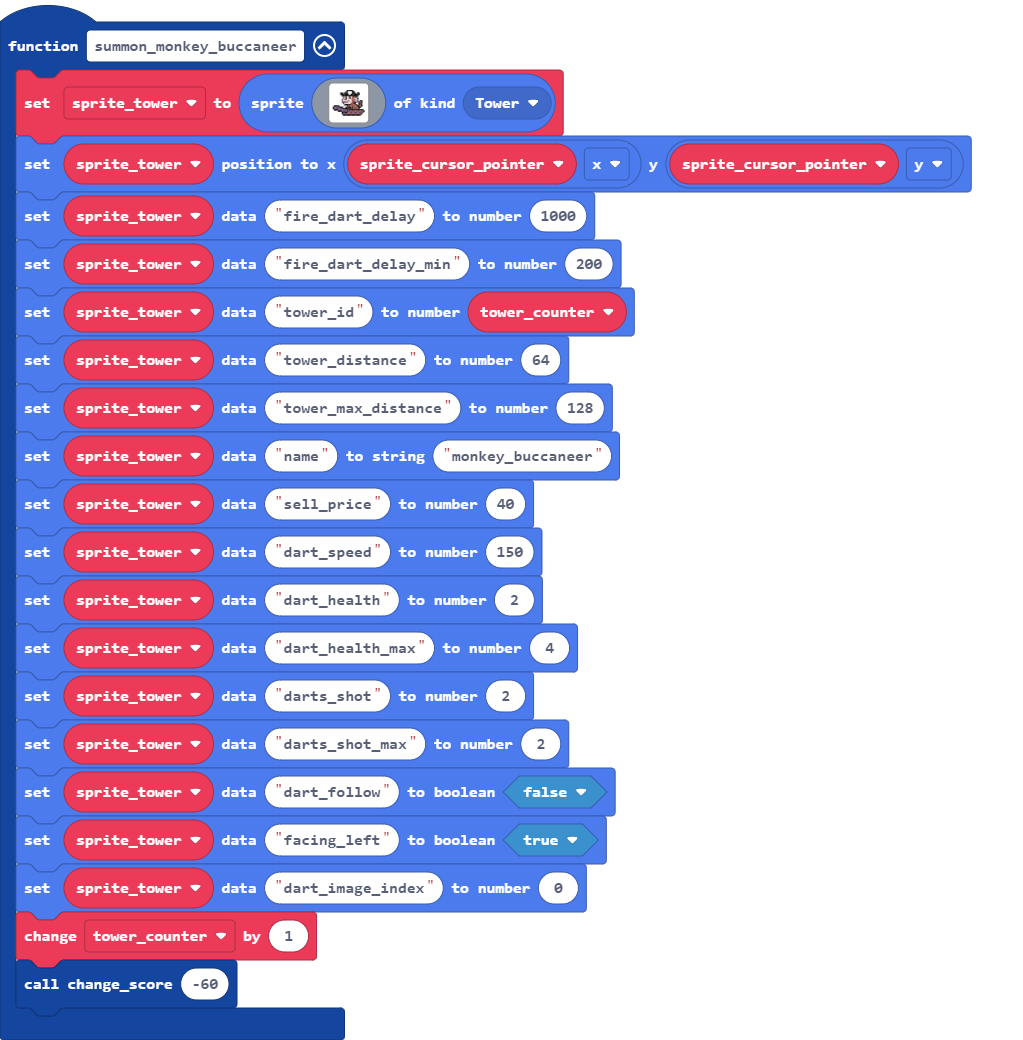 function summon_monkey_buccaneer
set sprite_tower to sprite of kind Tower
set sprite_tower position to x sprite_cursor_pointer x y sprite_cursor_pointer y
set sprite_tower data "fire_dart_delay" to number 1000
set sprite_tower data "fire_dart_delay_min" to number 200
set sprite_tower data "tower_id" to number tower_counter
set sprite_tower data "tower_distance" to number 64
set sprite_tower data "tower_max_distance" to number 128
set sprite_tower data "name" to string "monkey_buccaneer"
set sprite_tower data "sell_price" to number 40
set sprite_tower data "dart_speed" to number 150
set sprite_tower data "dart_health" to number 2
set sprite_tower data "dart_health_max" to number 4
set sprite_tower data "darts_shot" to number 2
set sprite_tower data "darts_shot_max" to number 2
set sprite_tower data "dart_follow" to boolean false
set sprite_tower data "facing_left" to boolean true
set sprite_tower data "dart_image_index" to number 0
change tower_counter by 1
call change_score -60